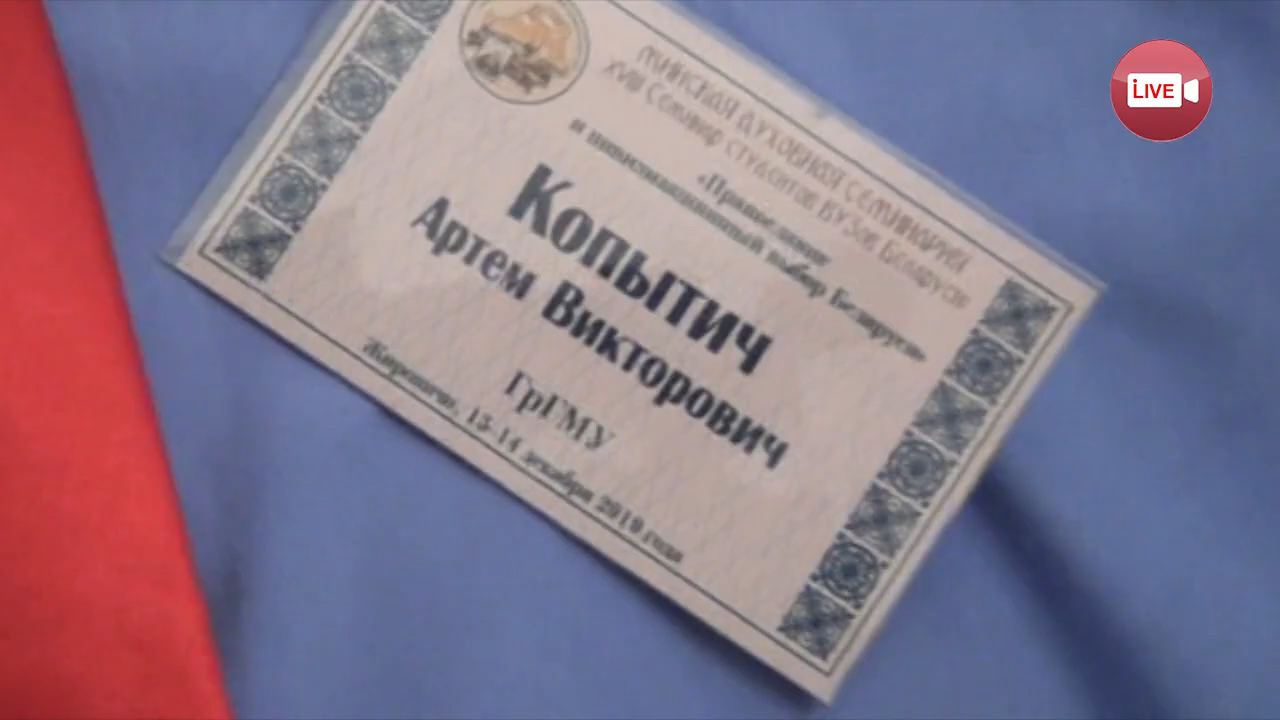 МИНСКАЯ ДУХОВНАЯ СЕМИНАРИЯ
XVIII Семинар студентов ВУЗов Беларуси
«Православие
и цивилизационный выбор Беларуси»
Копытич
Артем Викторович
ГрГМУ
Жировичи, 13-14 декабря 2019 года
LIVE